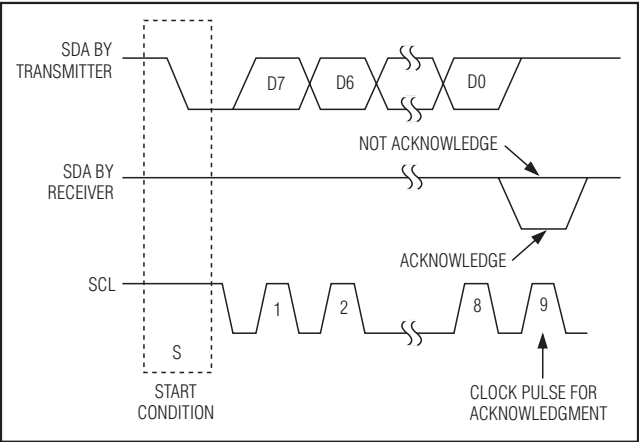 SDA BY
TRANSMITTER
D7
D6
D0
NOT ACKNOWLEDGE
SDA BY
RECEIVER
ACKNOWLEDGE
SCL
1
2
8
9
S
START
CONDITION
CLOCK PULSE FOR
ACKNOWLEDGMENT